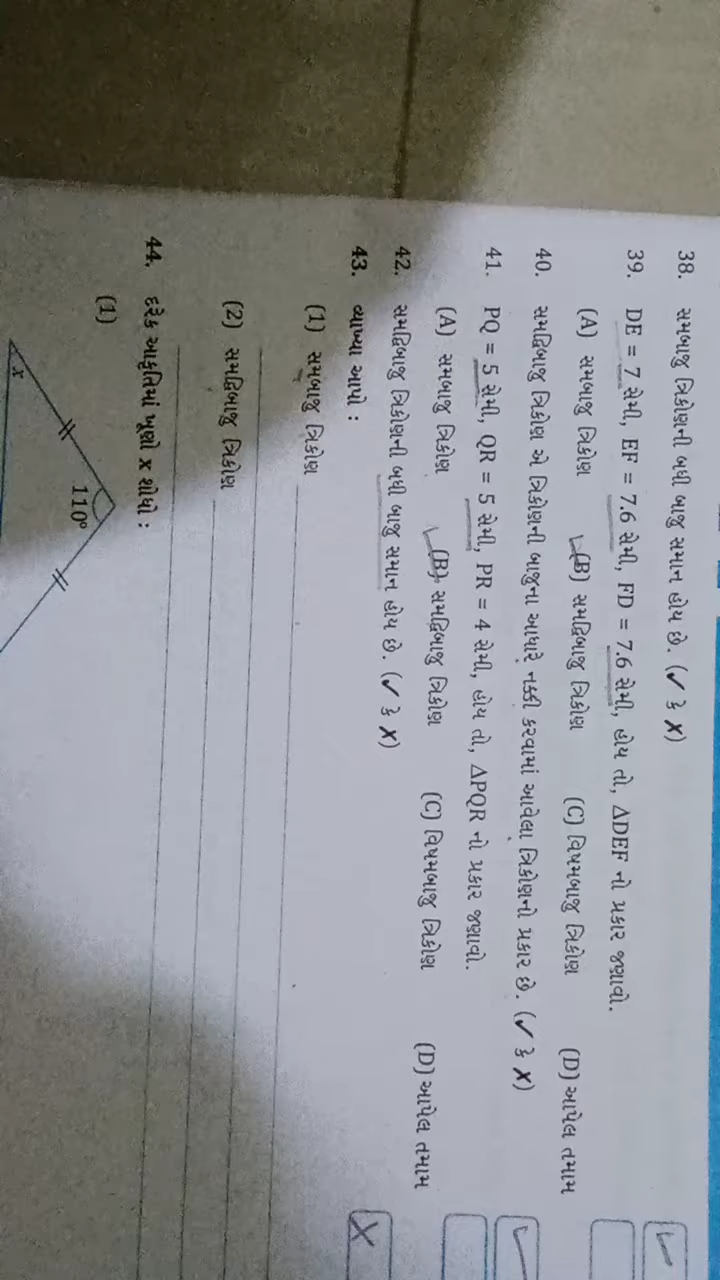 38. સમબાજુ ત્રિકોણની બધી બાજુ સમાન હોય છે. (✓ કે ✗) ✓
39. DE = 7 સેમી, EF = 7.6 સેમી, FD = 7.6 સેમી, હોય તો, ΔDEF નો પ્રકાર જણાવો.
(A) સમબાજુ ત્રિકોણ (B) સમદ્વિબાજુ ત્રિકોણ (C) વિષમબાજુ ત્રિકોણ (D) આપેલ તમામ
40. સમદ્વિબાજુ ત્રિકોણ એ ત્રિકોણની બાજુના આધારે નક્કી કરવામાં આવેલા ત્રિકોણનો પ્રકાર છે. (✓ કે ✗) ✓
41. PQ = 5 સેમી, QR = 5 સેમી, PR = 4 સેમી, હોય તો, ΔPQR નો પ્રકાર જણાવો.
(A) સમબાજુ ત્રિકોણ (B) સમદ્વિબાજુ ત્રિકોણ (C) વિષમબાજુ ત્રિકોણ (D) આપેલ તમામ
42. સમદ્વિબાજુ ત્રિકોણની બધી બાજુ સમાન હોય છે. (✓ કે ✗) ✗
43. વ્યાખ્યા આપો :
(1) સમબાજુ ત્રિકોણ
(2) સમદ્વિબાજુ ત્રિકોણ
44. દરેક આકૃતિમાં ખૂણો x શોધો :
(1)
110°
x